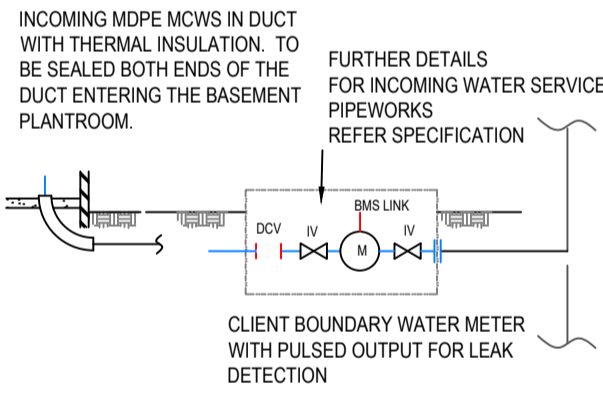 INCOMING MDPE MCWS IN DUCT
WITH THERMAL INSULATION.  TO
BE SEALED BOTH ENDS OF THE
DUCT ENTERING THE BASEMENT
PLANTROOM.
FURTHER DETAILS
FOR INCOMING WATER SERVICE
PIPEWORKS
REFER SPECIFICATION
BMS LINK
DCV
IV
M
IV
CLIENT BOUNDARY WATER METER
WITH PULSED OUTPUT FOR LEAK
DETECTION